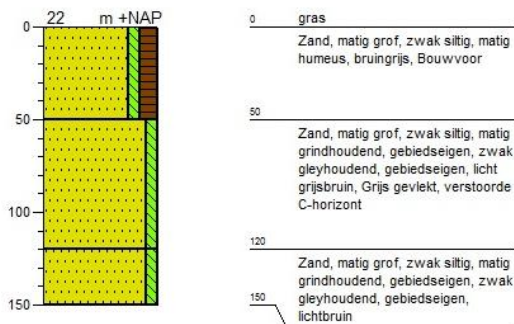 22 m +NAP
0
50
100
150
0 gras
Zand, matig grof, zwak siltig, matig
humeus, bruingrijs, Bouwvoor
50
Zand, matig grof, zwak siltig, matig
grindhoudend, gebiedseigen, zwak
gleyhoudend, gebiedseigen, licht
grijsbruin, Grijs gevlekt, verstoorde
C-horizont
120
Zand, matig grof, zwak siltig, matig
grindhoudend, gebiedseigen, zwak
gleyhoudend, gebiedseigen,
lichtbruin
150